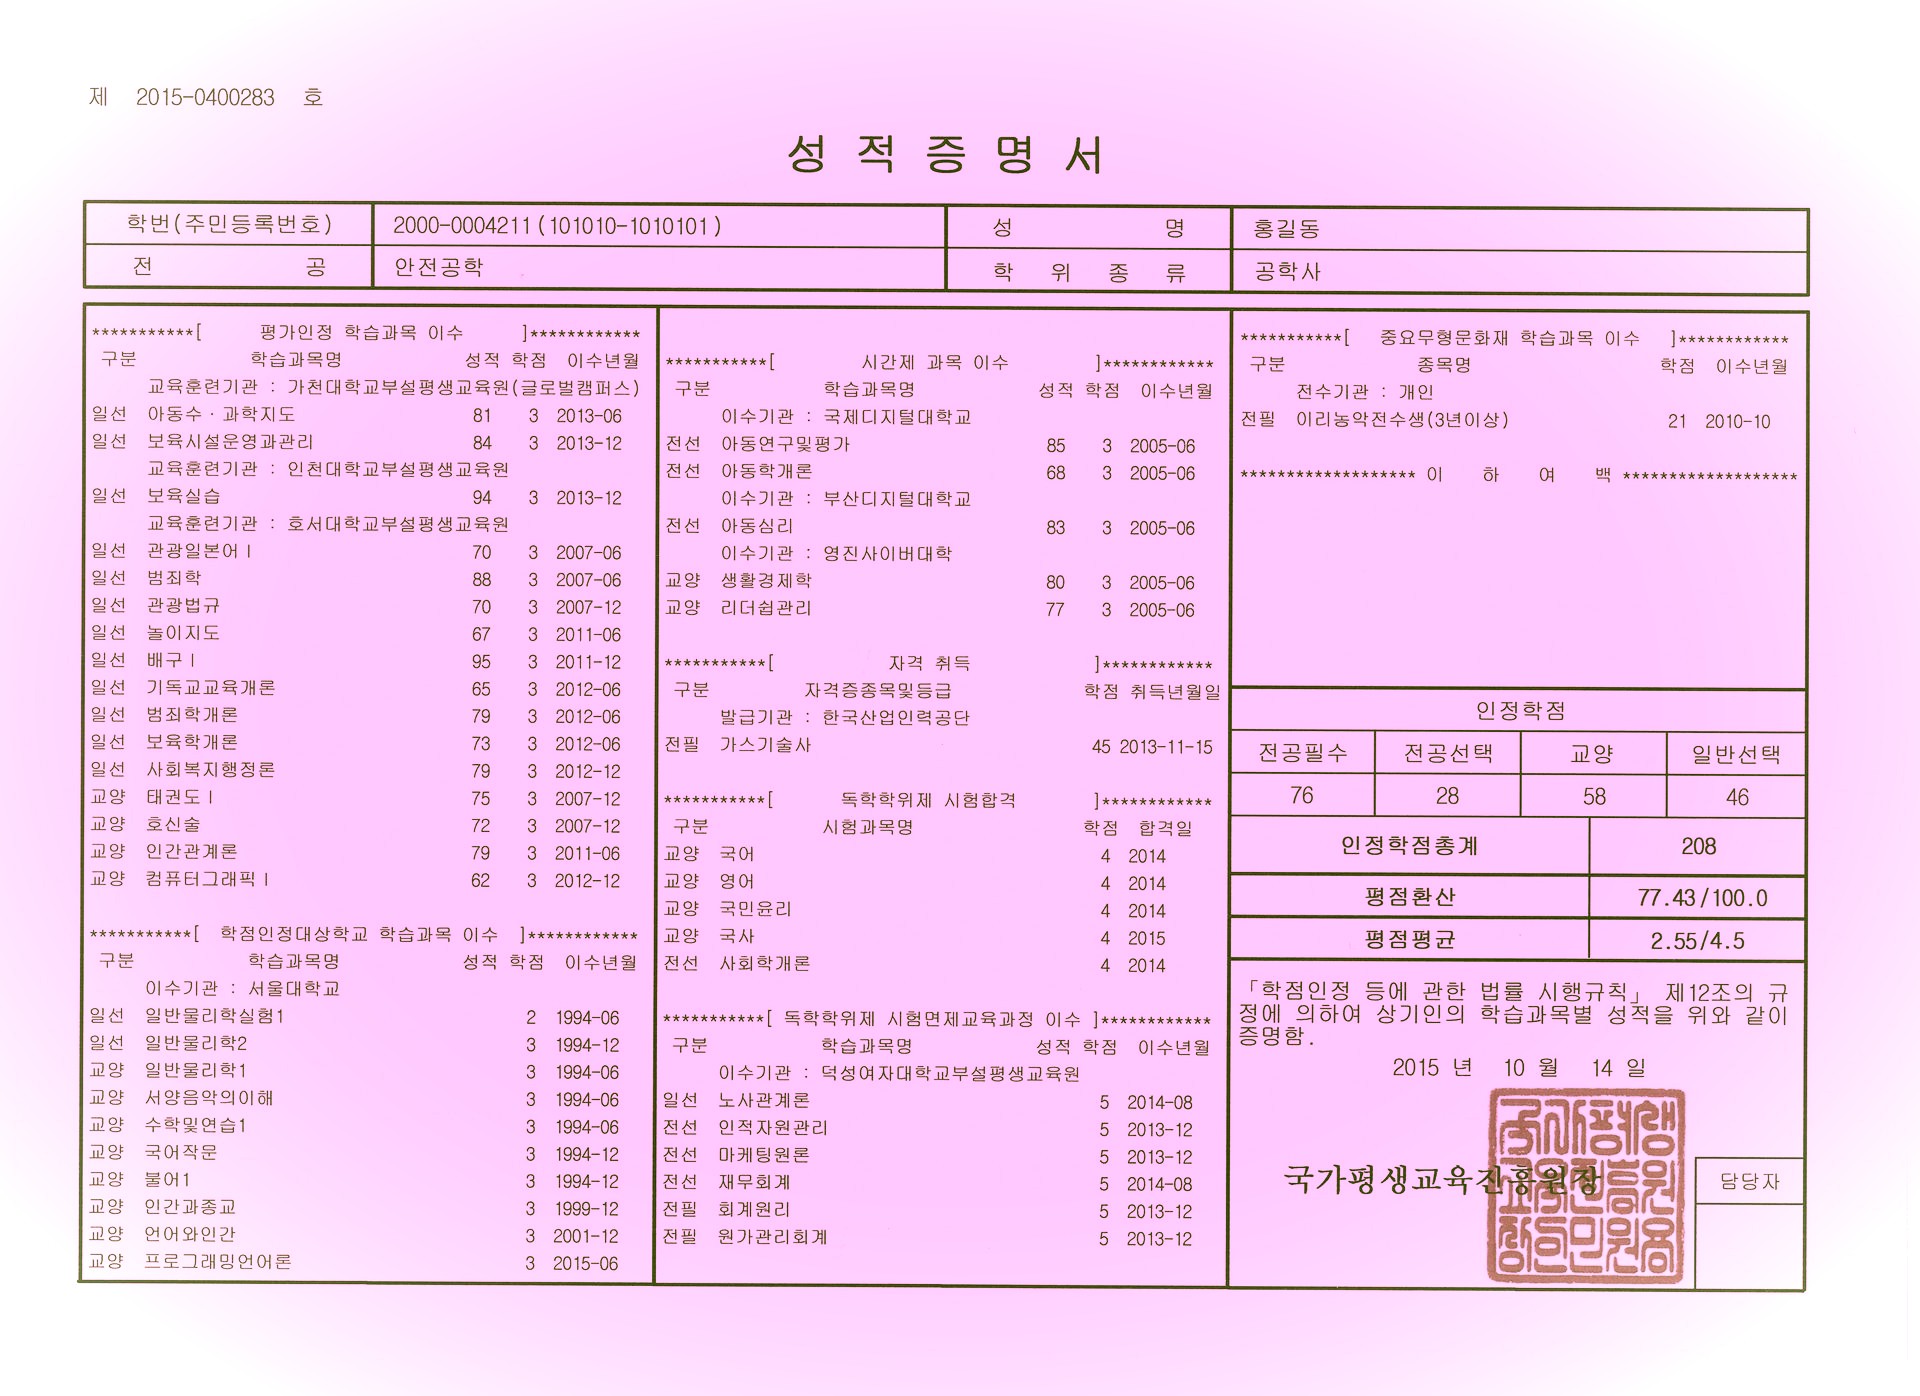 제 2015-0400283 호
성 적 증 명 서
학번(주민등록번호) 2000-0004211(101010-1010101) 성 명 홍길동
전 공 안전공학 학 위 종 류 공학사
***********[ 평가인정 학습과목 이수 ]************
구분 학습과목명 성적 학점 이수년월
교육훈련기관 : 가천대학교부설평생교육원(글로벌캠퍼스)
일선 아동수·과학지도 81 3 2013-06
일선 보육시설운영과관리 84 3 2013-12
교육훈련기관 : 인천대학교부설평생교육원
일선 보육실습 94 3 2013-12
교육훈련기관 : 호서대학교부설평생교육원
일선 관광일본어Ⅰ 70 3 2007-06
일선 범죄학 88 3 2007-06
일선 관광법규 70 3 2007-12
일선 놀이지도 67 3 2011-06
일선 배구Ⅰ 95 3 2011-12
일선 기독교교육개론 65 3 2012-06
일선 범죄학개론 79 3 2012-06
일선 보육학개론 73 3 2012-06
일선 사회복지행정론 79 3 2012-12
교양 태권도Ⅰ 75 3 2007-12
교양 호신술 72 3 2007-12
교양 인간관계론 79 3 2011-06
교양 컴퓨터그래픽Ⅰ 62 3 2012-12
***********[ 학점인정대상학교 학습과목 이수 ]************
구분 학습과목명 성적 학점 이수년월
이수기관 : 서울대학교
일선 일반물리학실험1 2 1994-06
일선 일반물리학2 3 1994-12
교양 일반물리학1 3 1994-06
교양 서양음악의이해 3 1994-06
교양 수학및연습1 3 1994-06
교양 국어작문 3 1994-12
교양 불어1 3 1994-12
교양 인간과종교 3 1999-12
교양 언어와인간 3 2001-12
교양 프로그래밍언어론 3 2015-06
***********[ 시간제 과목 이수 ]************
구분 학습과목명 성적 학점 이수년월
이수기관 : 국제디지털대학교
전선 아동연구및평가 85 3 2005-06
전선 아동학개론 68 3 2005-06
이수기관 : 부산디지털대학교
전선 아동심리 83 3 2005-06
이수기관 : 영진사이버대학
교양 생활경제학 80 3 2005-06
교양 리더쉽관리 77 3 2005-06
***********[ 자격 취득 ]************
구분 자격증종목및등급 학점 취득년월일
발급기관 : 한국산업인력공단
전필 가스기술사 45 2013-11-15
***********[ 독학학위제 시험합격 ]************
구분 시험과목명 학점 합격일
교양 국어 4 2014
교양 영어 4 2014
교양 국민윤리 4 2014
교양 국사 4 2015
전선 사회학개론 4 2014
***********[ 독학학위제 시험면제교육과정 이수 ]************
구분 학습과목명 성적 학점 이수년월
이수기관 : 덕성여자대학교부설평생교육원
일선 노사관계론 5 2014-08
전선 인적자원관리 5 2013-12
전선 마케팅원론 5 2013-12
전선 재무회계 5 2014-08
전필 회계원리 5 2013-12
전필 원가관리회계 5 2013-12
***********[ 중요무형문화재 학습과목 이수 ]************
구분 종목명 학점 이수년월
전수기관 : 개인
전필 이리농악전수생(3년이상) 21 2010-10
******************* 이 하 여 백 *******************
인정학점
전공필수 전공선택 교양 일반선택
76 28 58 46
인정학점총계 208
평점환산 77.43/100.0
평점평균 2.55/4.5
「학점인정 등에 관한 법률 시행규칙」 제12조의 규
정에 의하여 상기인의 학습과목별 성적을 위와 같이
증명함.
2015 년 10 월 14 일
국가평생교육진흥원장
담당자